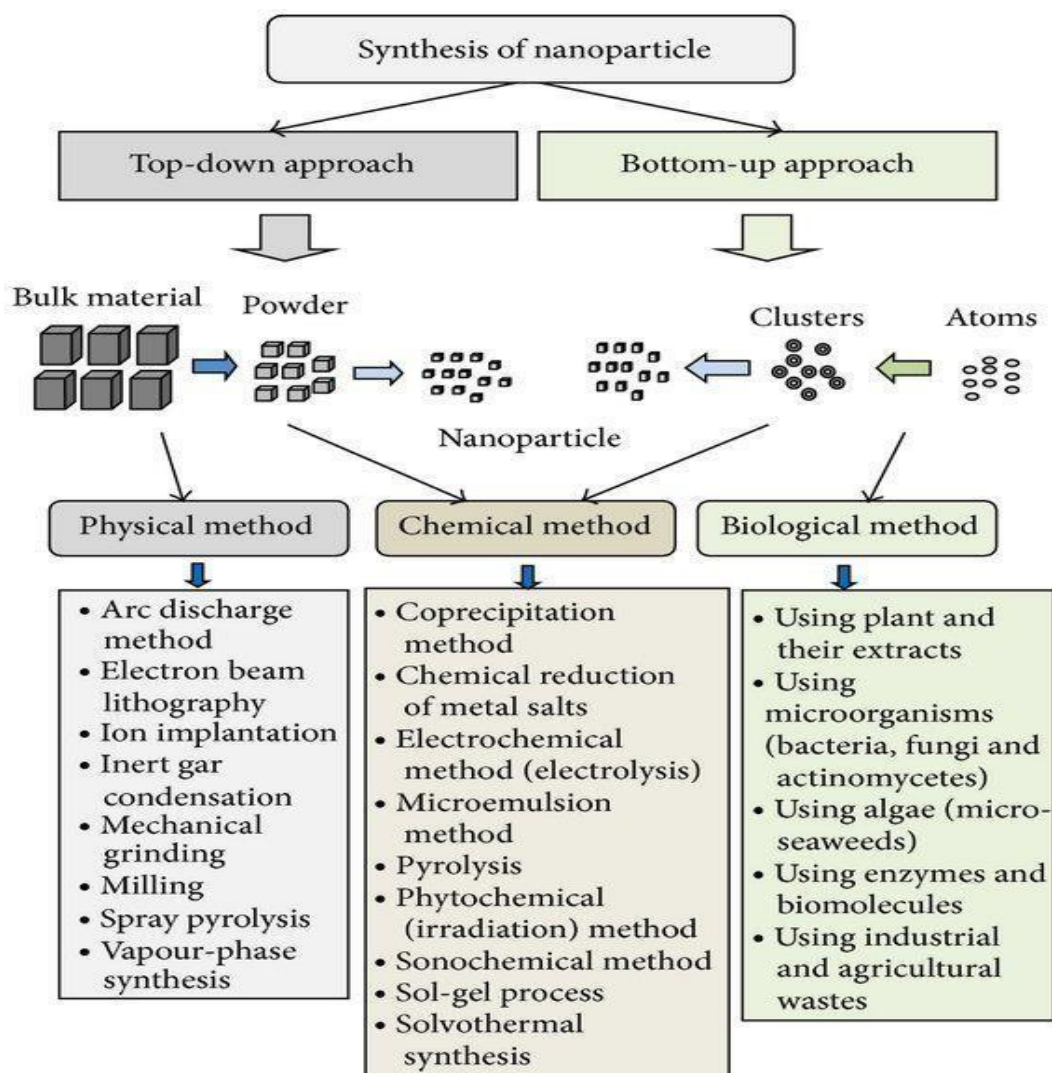 Synthesis of nanoparticle
Top-down approach
Bottom-up approach
Bulk material
Powder
Clusters
Atoms
Nanoparticle
Physical method
Chemical method
Biological method
• Arc discharge
method
• Electron beam
lithography
• Ion implantation
• Inert gar
condensation
• Mechanical
grinding
• Milling
• Spray pyrolysis
• Vapour-phase
synthesis
• Coprecipitation
method
• Chemical reduction
of metal salts
• Electrochemical
method (electrolysis)
• Microemulsion
method
• Pyrolysis
• Phytochemical
(irradiation) method
• Sonochemical method
• Sol-gel process
• Solvothermal
synthesis
• Using plant and
their extracts
• Using
microorganisms
(bacteria, fungi and
actinomycetes)
• Using algae (micro-
seaweeds)
• Using enzymes and
biomolecules
• Using industrial
and agricultural
wastes